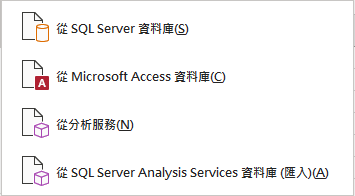 從 SQL Server 資料庫(S)
從 Microsoft Access 資料庫(C)
從分析服務(N)
從 SQL Server Analysis Services 資料庫 (匯入)(A)